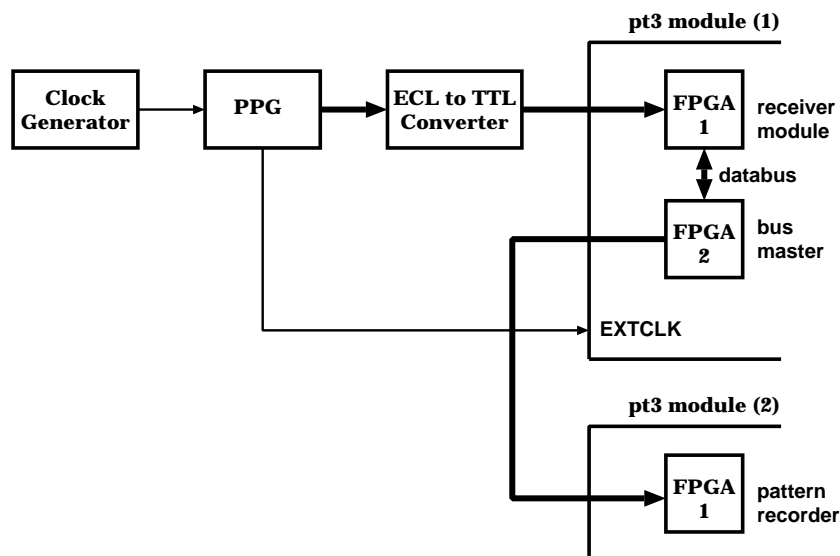 pt3 module (1)
Clock
Generator
PPG
ECL to TTL
Converter
FPGA
1
receiver
module
databus
FPGA
2
bus
master
EXTCLK
pt3 module (2)
FPGA
1
pattern
recorder